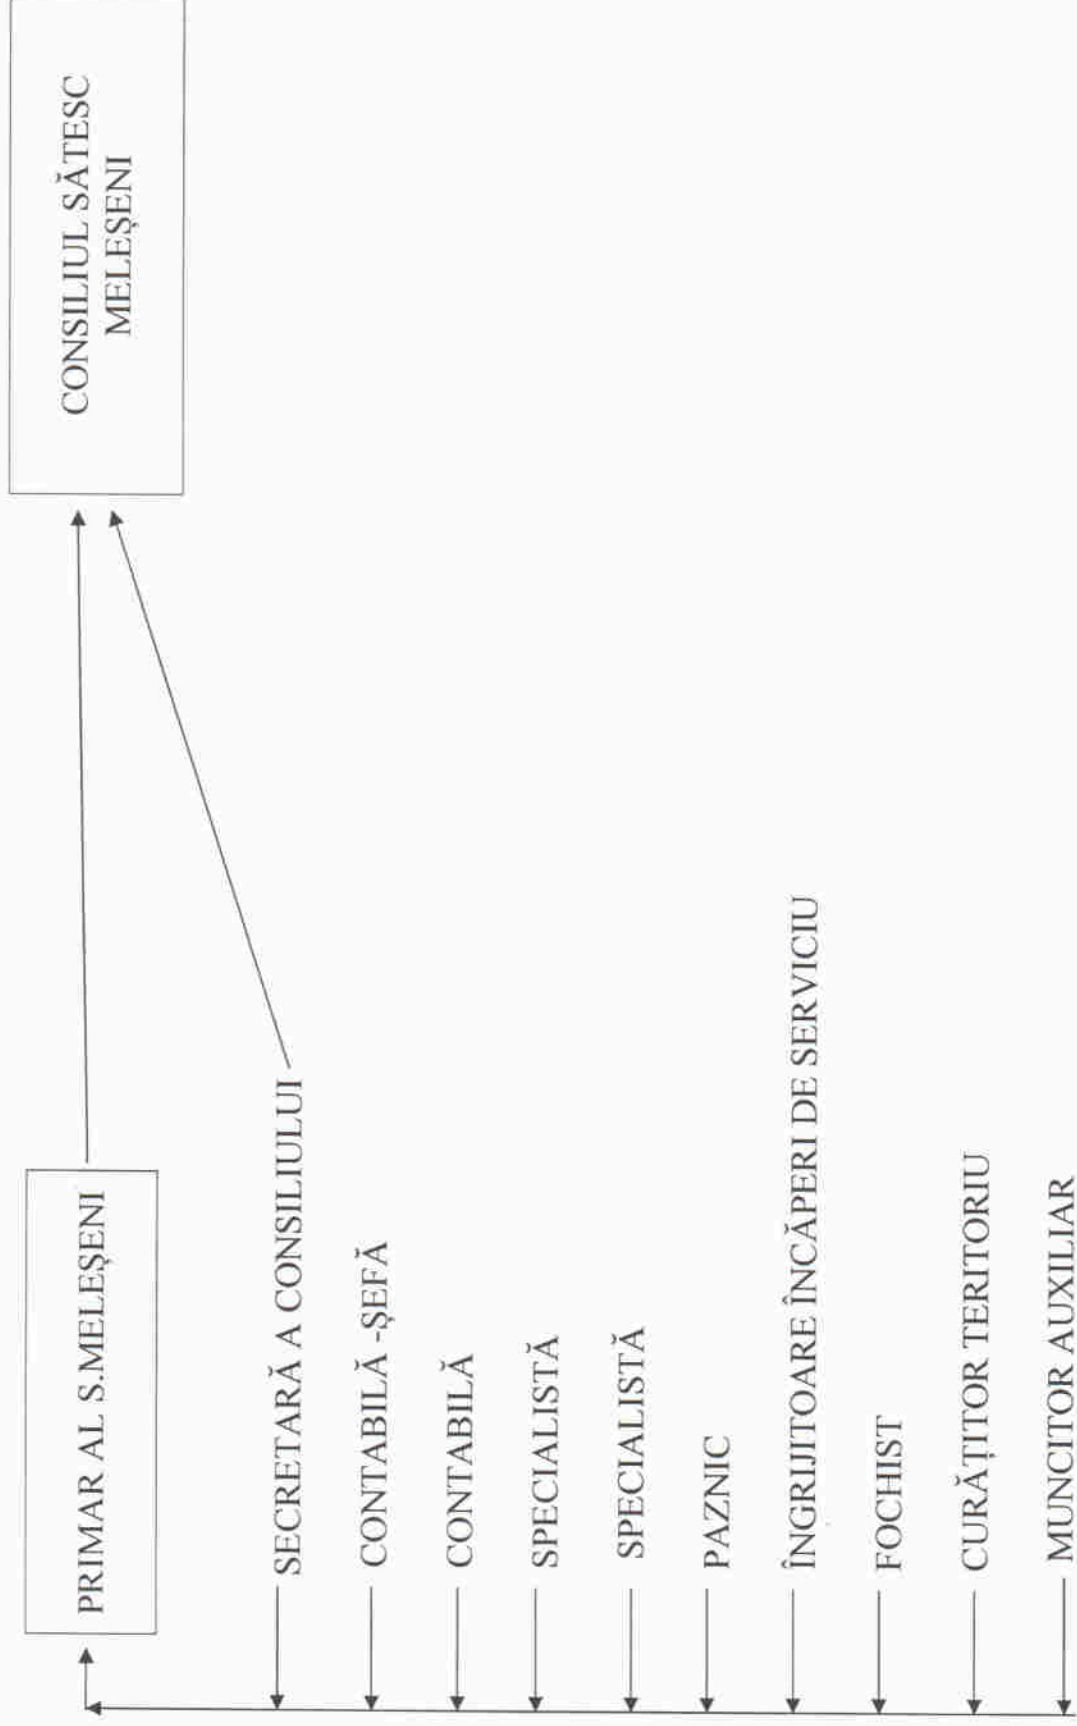 PRIMAR AL S.MELEȘENI
CONSILIUL SĂTESC
MELEȘENI
SECRETARĂ A CONSILIULUI
CONTABILĂ -ȘEFĂ
CONTABILĂ
SPECIALISTĂ
SPECIALISTĂ
PAZNIC
ÎNGRIJITOARE ÎNCĂPERI DE SERVICIU
FOCHIST
CURĂȚITOR TERITORIU
MUNCITOR AUXILIAR